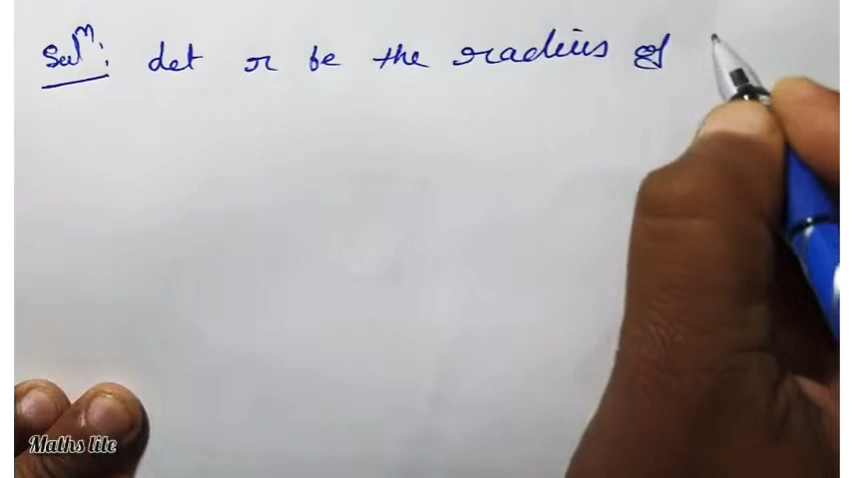 Solⁿ: Let r be the radius of
Maths lite